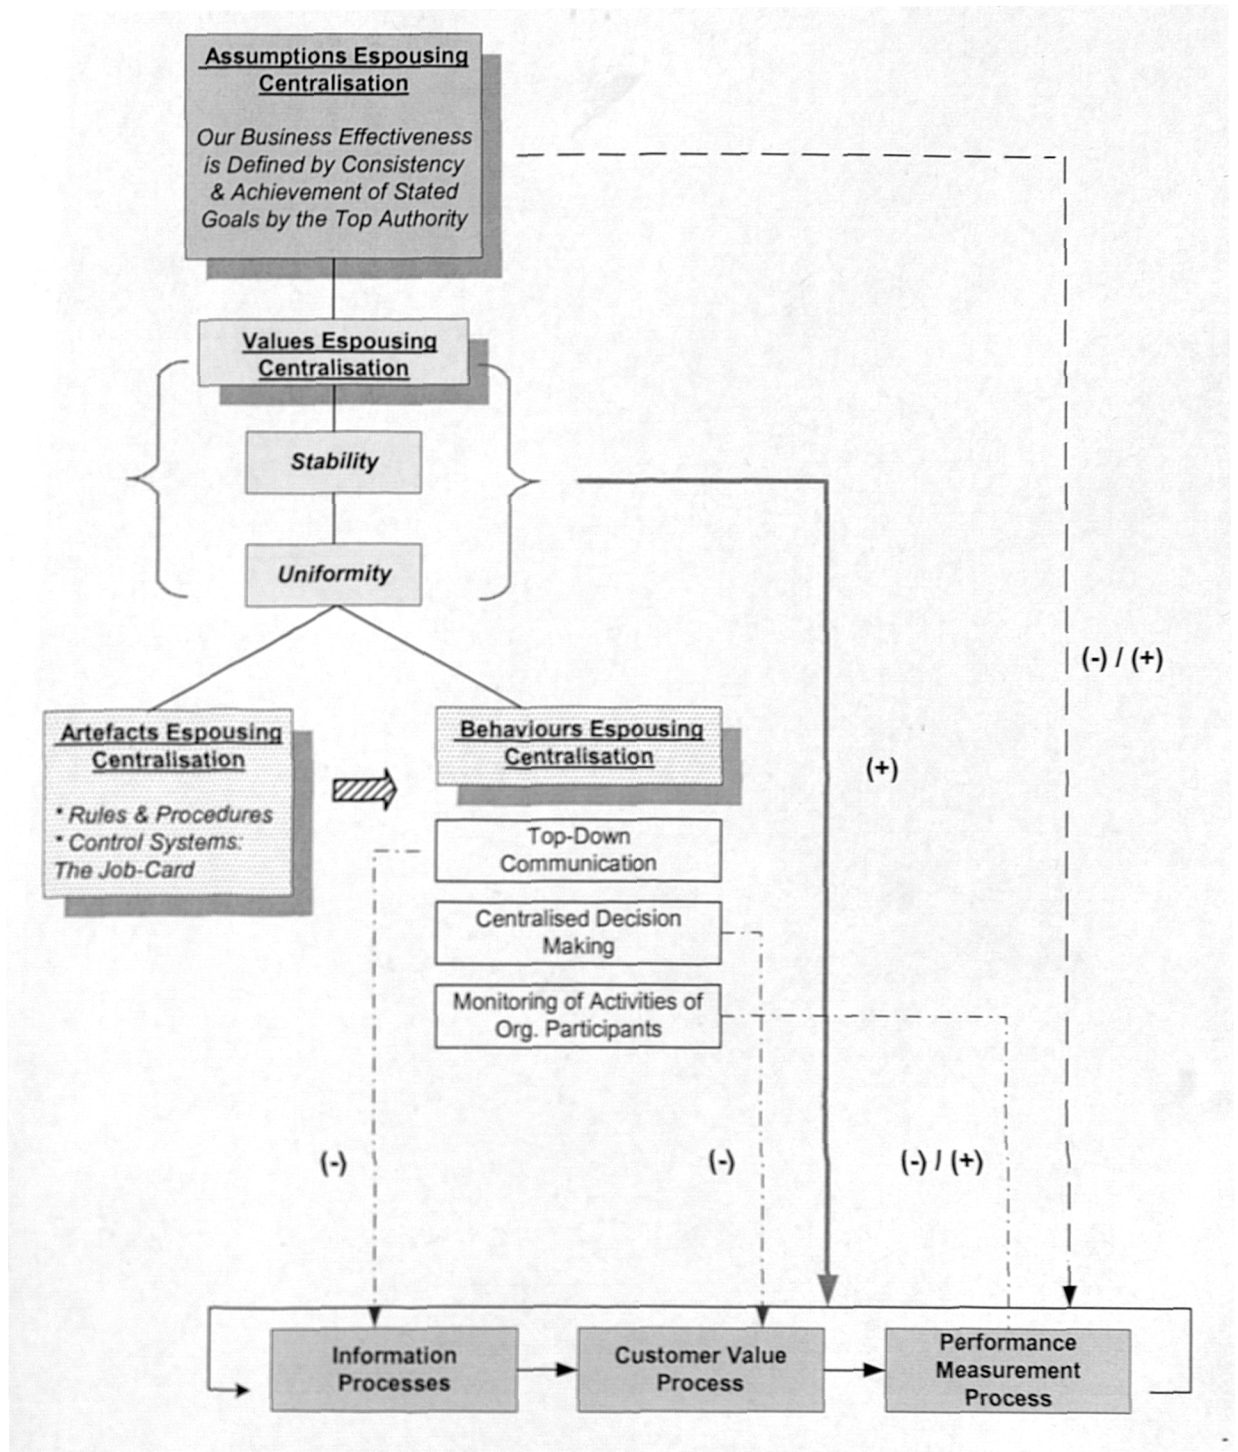 Assumptions Espousing
Centralisation
Our Business Effectiveness
is Defined by Consistency
& Achievement of Stated
Goals by the Top Authority
Values Espousing
Centralisation
Stability
Uniformity
(-) / (+)
Artefacts Espousing
Centralisation
* Rules & Procedures
* Control Systems:
The Job-Card
Behaviours Espousing
Centralisation
(+)
Top-Down
Communication
Centralised Decision
Making
Monitoring of Activities of
Org. Participants
(-)
(-)
(-) / (+)
Information
Processes
Customer Value
Process
Performance
Measurement
Process